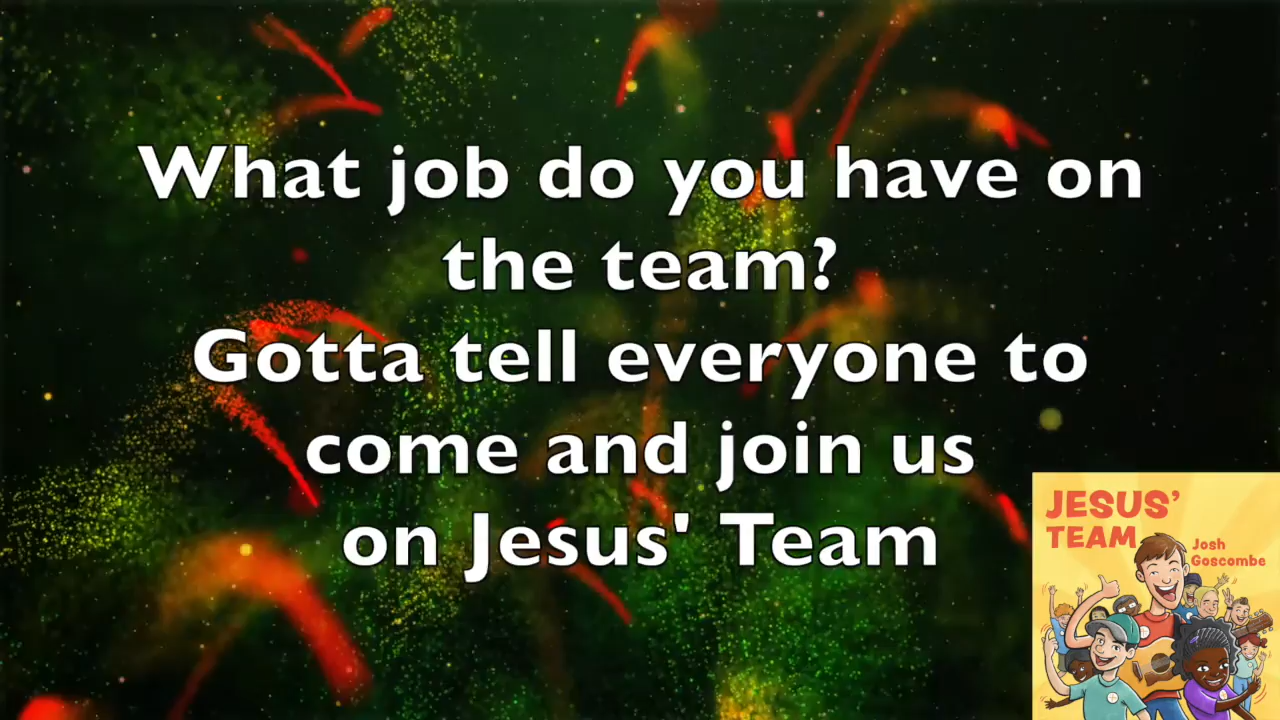 What job do you have on
the team?
Gotta tell everyone to
come and join us
on Jesus' Team
JESUS'
TEAM
Josh
Goscombe